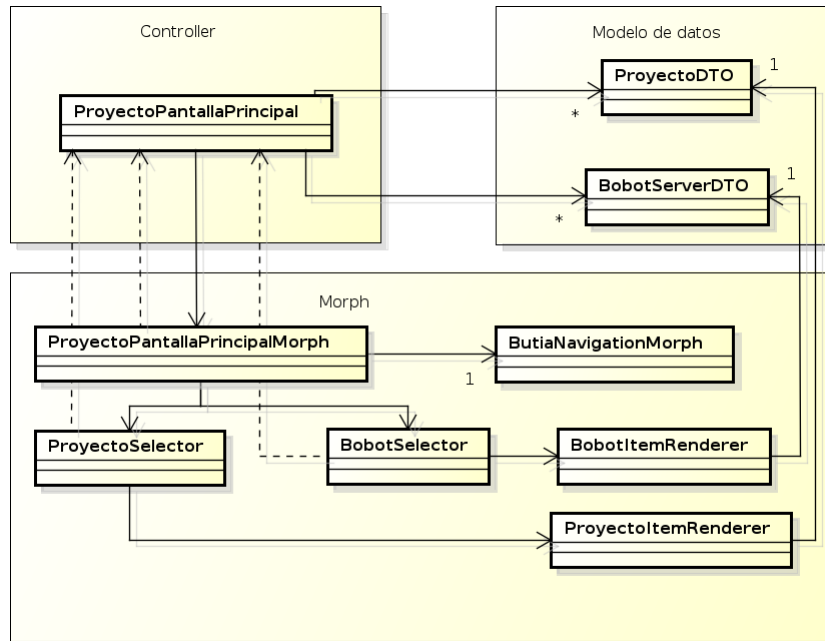 Controller
Modelo de datos
ProyectoDTO
1
ProyectoPantallaPrincipal
*
BobotServerDTO
1
*
Morph
ProyectoPantallaPrincipalMorph
ButiaNavigationMorph
1
ProyectoSelector
BobotSelector
BobotItemRenderer
ProyectoItemRenderer